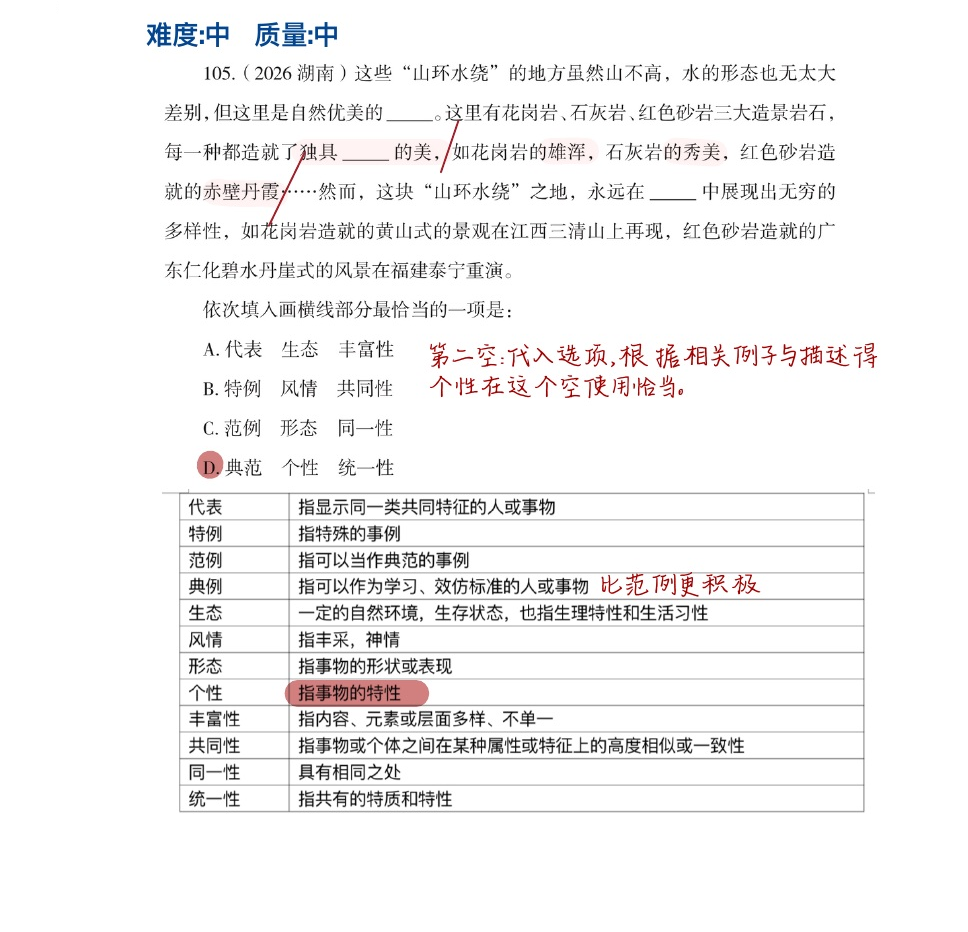 难度:中 质量:中
105.（2026 湖南）这些“山环水绕”的地方虽然山不高，水的形态也无太大
差别，但这里是自然优美的 _____。这里有花岗岩、石灰岩、红色砂岩三大造景岩石，
每一种都造就了独具 _____ 的美，如花岗岩的雄浑，石灰岩的秀美，红色砂岩造
就的赤壁丹霞……然而，这块“山环水绕”之地，永远在 _____ 中展现出无穷的
多样性，如花岗岩造就的黄山式的景观在江西三清山上再现，红色砂岩造就的广
东仁化碧水丹崖式的风景在福建泰宁重演。
依次填入画横线部分最恰当的一项是：
A. 代表 生态 丰富性
B. 特例 风情 共同性
C. 范例 形态 同一性
D. 典范 个性 统一性
第二空:代入选项,根据相关例子与描述得
个性在这个空使用恰当。
代表 指显示同一类共同特征的人或事物
特例 指特殊的事例
范例 指可以当作典范的事例
典例 指可以作为学习、效仿标准的人或事物 比范例更积极
生态 一定的自然环境，生存状态，也指生理特性和生活习性
风情 指丰采，神情
形态 指事物的形状或表现
个性 指事物的特性
丰富性 指内容、元素或层面多样、不单一
共同性 指事物或个体之间在某种属性或特征上的高度相似或一致性
同一性 具有相同之处
统一性 指共有的特质和特性